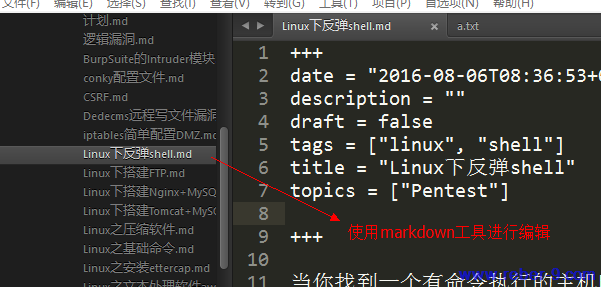 文件(F) 编辑(E) 选择(S) 查找(I) 查看(V) 转到(G) 工具(T) 项目(P) 首选项(N) 帮助(H)
计划.md
逻辑漏洞.md
BurpSuite的Intruder模块
conky配置文件.md
CSRF.md
Dedecms远程写文件漏洞
iptables简单配置DMZ.md
Linux下反弹shell.md
Linux下搭建FTP.md
Linux下搭建Nginx+MySQ
Linux下搭建Tomcat+MySQ
Linux之压缩软件.md
Linux之基础命令.md
Linux之安装ettercap.md
Linux之文本处理软件aw
Linux下反弹shell.md × a.txt
1 +++
2 date = "2016-08-06T08:36:53+0
3 description = ""
4 draft = false
5 tags = ["linux", "shell"]
6 title = "Linux下反弹shell"
7 topics = ["Pentest"]
8
9 +++
10
11 当你找到一个有命令执行的主机时
使用markdown工具进行编辑